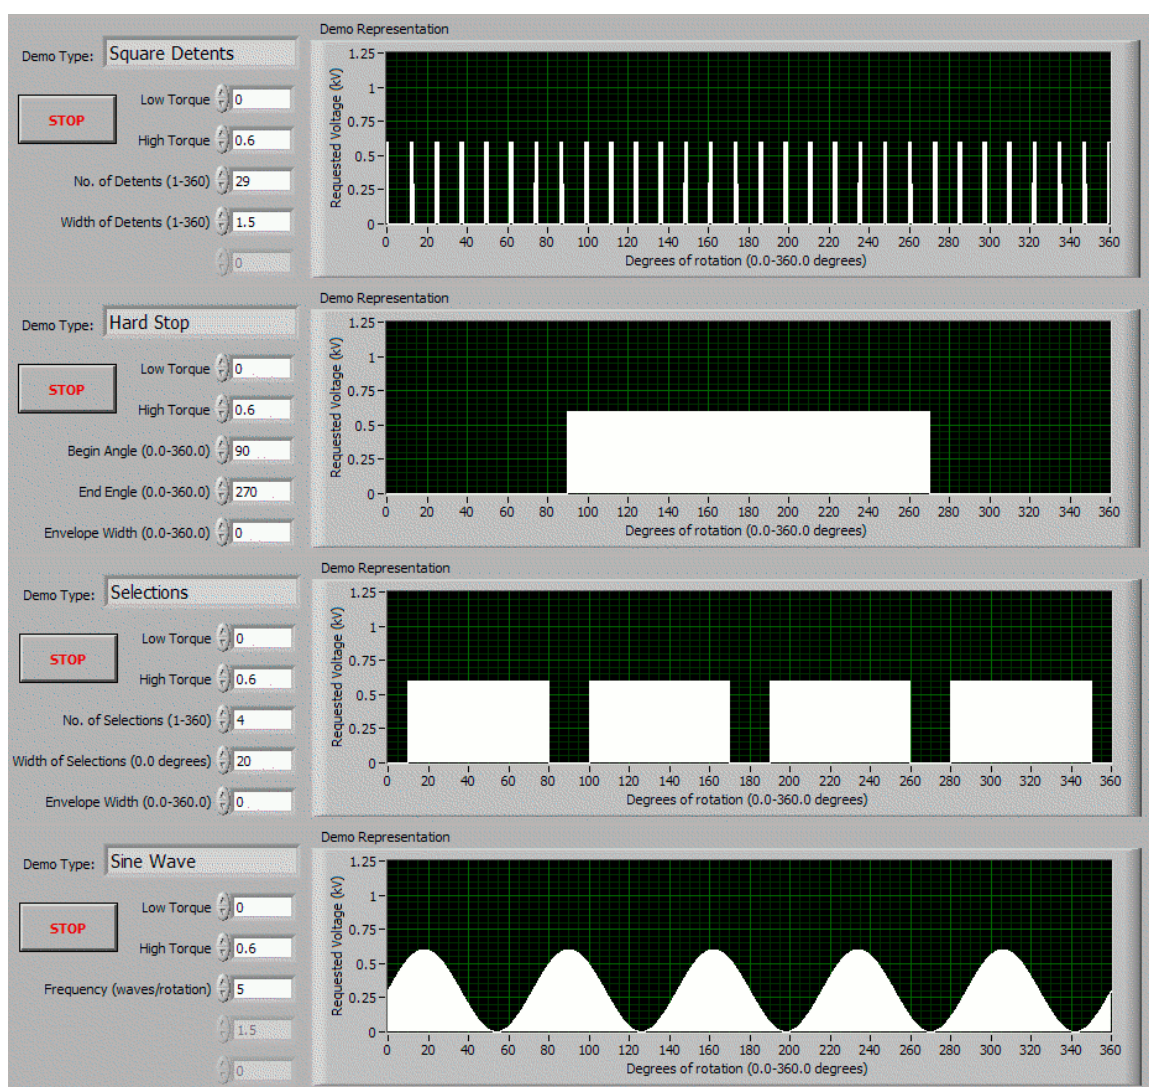 Demo Representation
Demo Type: Square Detents
STOP
Low Torque 0
High Torque 0.6
No. of Detents (1-360) 29
Width of Detents (1-360) 1.5
0
Requested Voltage (kV)
1.25
1
0.75
0.5
0.25
0
0 20 40 60 80 100 120 140 160 180 200 220 240 260 280 300 320 340 360
Degrees of rotation (0.0-360.0 degrees)
Demo Representation
Demo Type: Hard Stop
STOP
Low Torque 0
High Torque 0.6
Begin Angle (0.0-360.0) 90
End Engle (0.0-360.0) 270
Envelope Width (0.0-360.0) 0
Requested Voltage (kV)
1.25
1
0.75
0.5
0.25
0
0 20 40 60 80 100 120 140 160 180 200 220 240 260 280 300 320 340 360
Degrees of rotation (0.0-360.0 degrees)
Demo Representation
Demo Type: Selections
STOP
Low Torque 0
High Torque 0.6
No. of Selections (1-360) 4
Width of Selections (0.0 degrees) 20
Envelope Width (0.0-360.0) 0
Requested Voltage (kV)
1.25
1
0.75
0.5
0.25
0
0 20 40 60 80 100 120 140 160 180 200 220 240 260 280 300 320 340 360
Degrees of rotation (0.0-360.0 degrees)
Demo Representation
Demo Type: Sine Wave
STOP
Low Torque 0
High Torque 0.6
Frequency (waves/rotation) 5
1.5
0
Requested Voltage (kV)
1.25
1
0.75
0.5
0.25
0
0 20 40 60 80 100 120 140 160 180 200 220 240 260 280 300 320 340 360
Degrees of rotation (0.0-360.0 degrees)